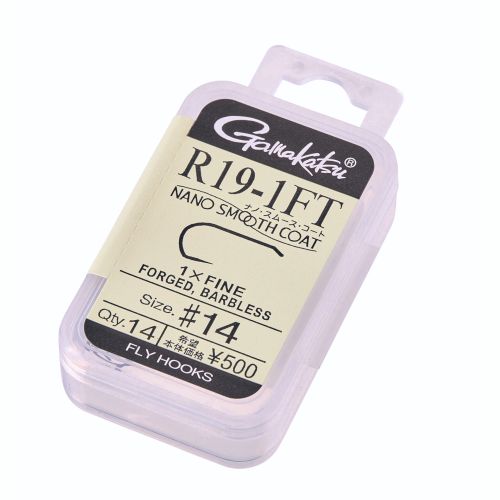 Gamakatsu®
R19-1FT
ナノ・スムース・コート
NANO SMOOTH COAT
1×FINE
FORGED, BARBLESS
Size. #14
Qty. 14 希望本体価格 ¥500
FLY HOOKS